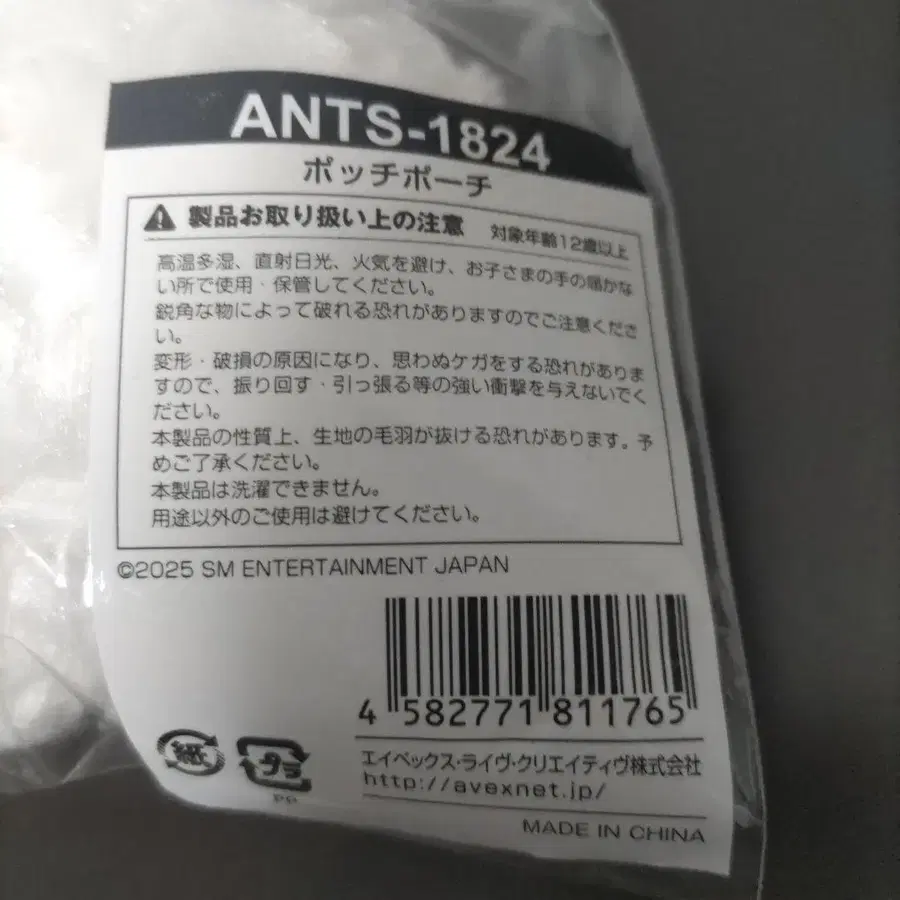 ANTS-1824
ポッチポーチ
製品お取り扱い上の注意 対象年齢12歳以上
高温多湿、直射日光、火気を避け、お子さまの手の届かな
い所で使用・保管してください。
鋭角な物によって破れる恐れがありますのでご注意くださ
い。
変形・破損の原因になり、思わぬケガをする恐れがありま
すので、振り回す・引っ張る等の強い衝撃を与えないでく
ださい。
本製品の性質上、生地の毛羽が抜ける恐れがあります。予
めご了承ください。
本製品は洗濯できません。
用途以外のご使用は避けてください。
©2025 SM ENTERTAINMENT JAPAN
4 582771 811765
紙 プラ
PP
エイベックス・ライヴ・クリエイティヴ株式会社
http://avexnet.jp/
MADE IN CHINA